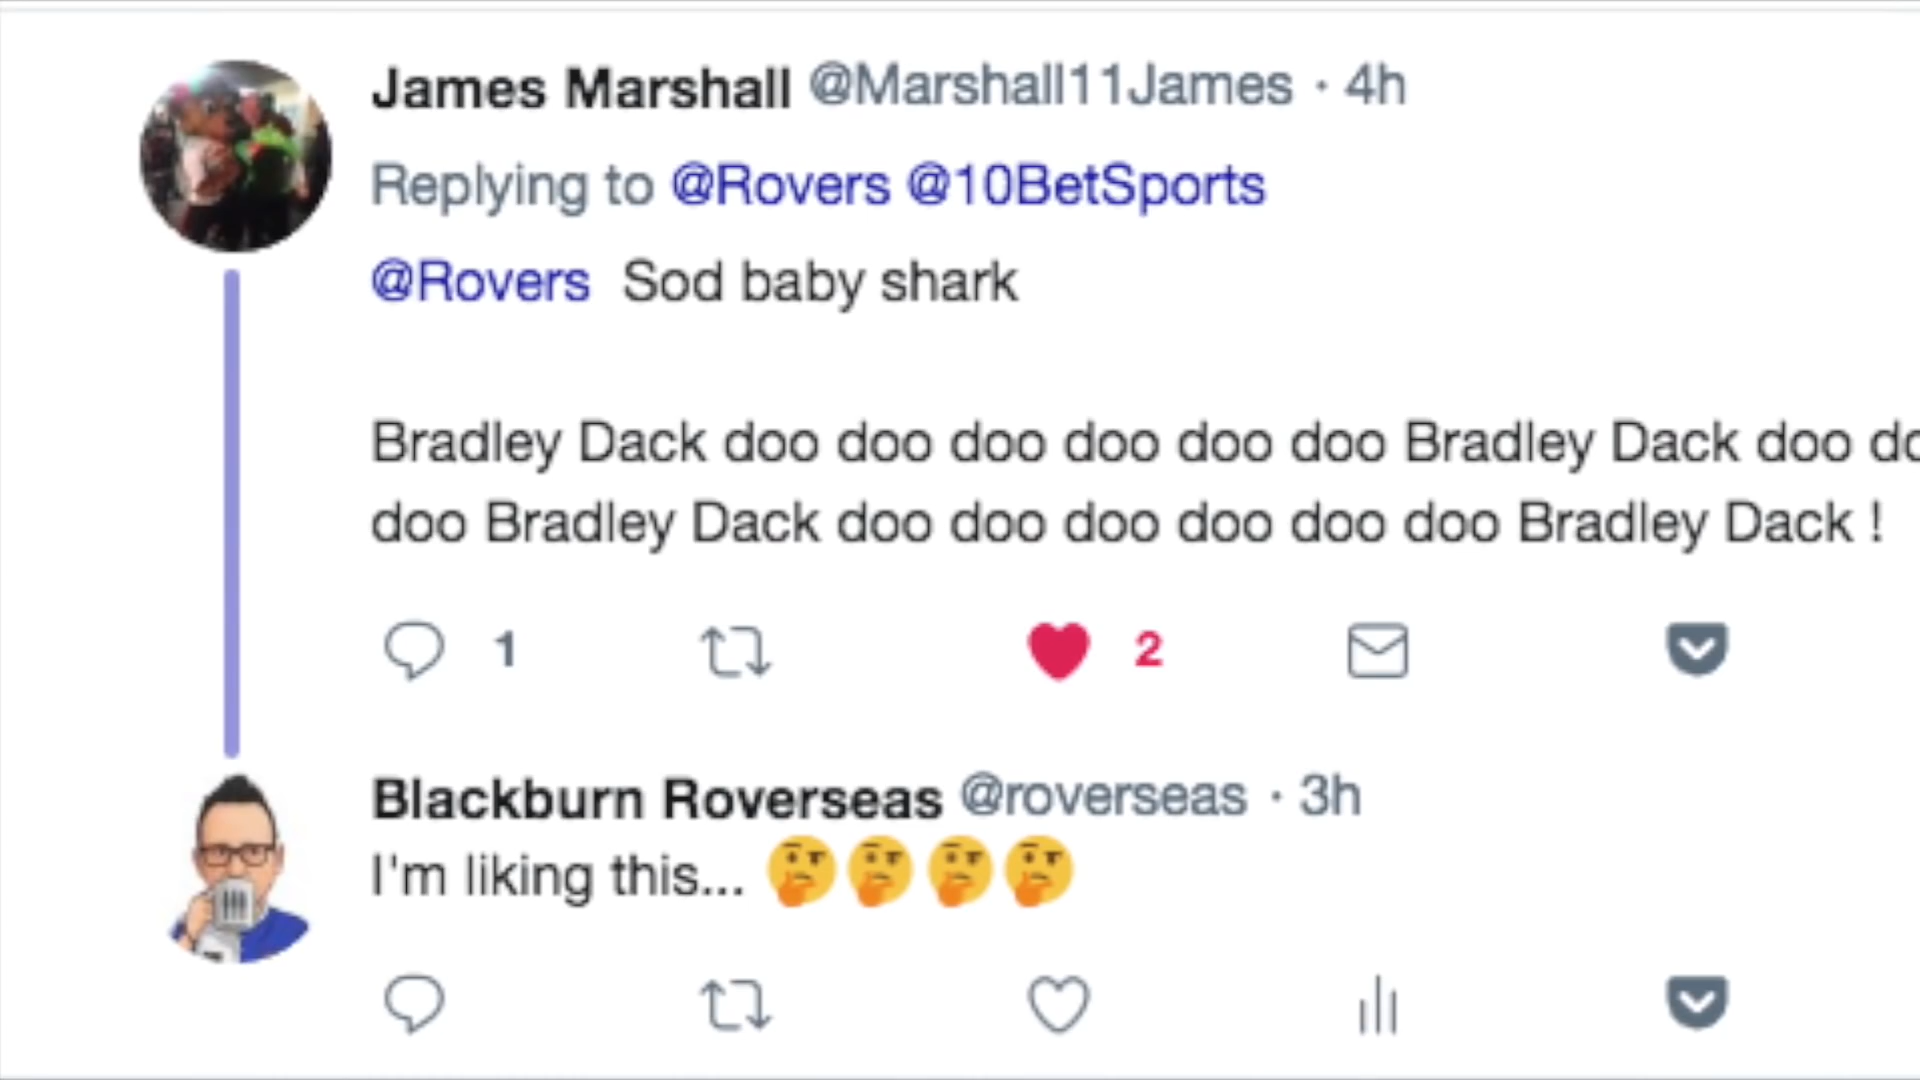 James Marshall @Marshall11James · 4h
Replying to @Rovers @10BetSports
@Rovers Sod baby shark
Bradley Dack doo doo doo doo doo doo Bradley Dack doo
doo Bradley Dack doo doo doo doo doo doo Bradley Dack !
1 2
Blackburn Roverseas @roverseas · 3h
I'm liking this... 🤔🤔🤔🤔